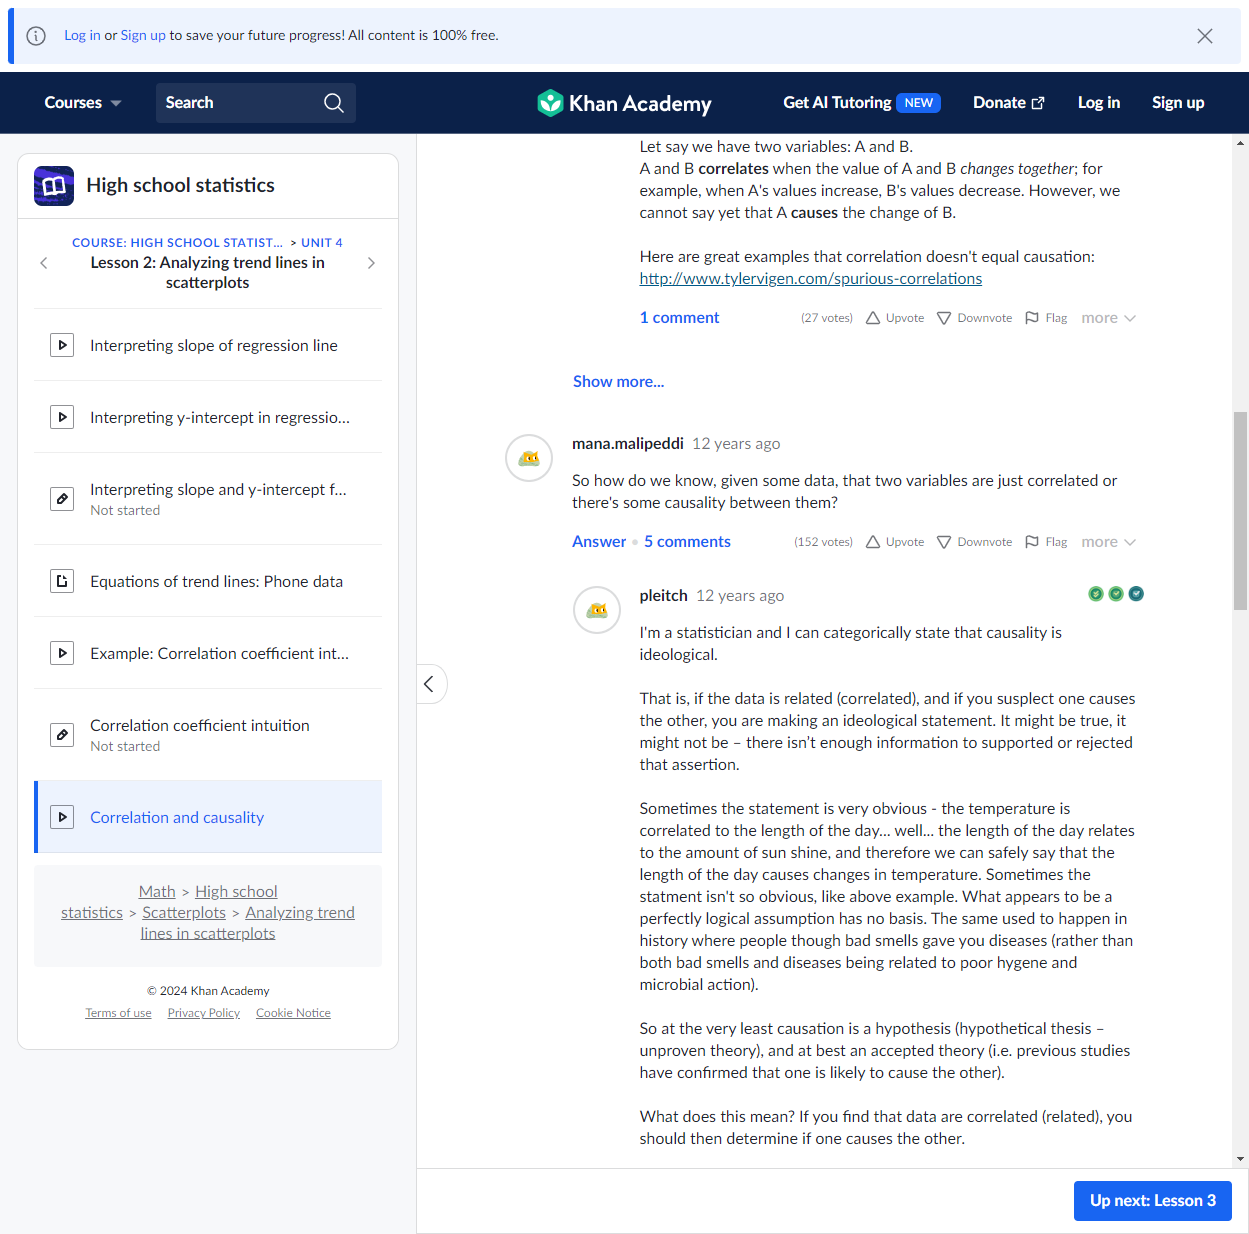 Log in or Sign up to save your future progress! All content is 100% free.
Courses
Search
Khan Academy
Get AI Tutoring NEW
Donate
Log in
Sign up
High school statistics
COURSE: HIGH SCHOOL STATIST... > UNIT 4
Lesson 2: Analyzing trend lines in
scatterplots
Interpreting slope of regression line
Interpreting y-intercept in regressio...
Interpreting slope and y-intercept f...
Not started
Equations of trend lines: Phone data
Example: Correlation coefficient int...
Correlation coefficient intuition
Not started
Correlation and causality
Math > High school
statistics > Scatterplots > Analyzing trend
lines in scatterplots
© 2024 Khan Academy
Terms of use Privacy Policy Cookie Notice
Let say we have two variables: A and B.
A and B correlates when the value of A and B changes together; for
example, when A's values increase, B's values decrease. However, we
cannot say yet that A causes the change of B.
Here are great examples that correlation doesn't equal causation:
http://www.tylervigen.com/spurious-correlations
1 comment (27 votes) Upvote Downvote Flag more
Show more...
mana.malipeddi 12 years ago
So how do we know, given some data, that two variables are just correlated or
there's some causality between them?
Answer • 5 comments (152 votes) Upvote Downvote Flag more
pleitch 12 years ago
I'm a statistician and I can categorically state that causality is
ideological.
That is, if the data is related (correlated), and if you susplect one causes
the other, you are making an ideological statement. It might be true, it
might not be – there isn't enough information to supported or rejected
that assertion.
Sometimes the statement is very obvious - the temperature is
correlated to the length of the day... well... the length of the day relates
to the amount of sun shine, and therefore we can safely say that the
length of the day causes changes in temperature. Sometimes the
statment isn't so obvious, like above example. What appears to be a
perfectly logical assumption has no basis. The same used to happen in
history where people though bad smells gave you diseases (rather than
both bad smells and diseases being related to poor hygene and
microbial action).
So at the very least causation is a hypothesis (hypothetical thesis –
unproven theory), and at best an accepted theory (i.e. previous studies
have confirmed that one is likely to cause the other).
What does this mean? If you find that data are correlated (related), you
should then determine if one causes the other.
Up next: Lesson 3